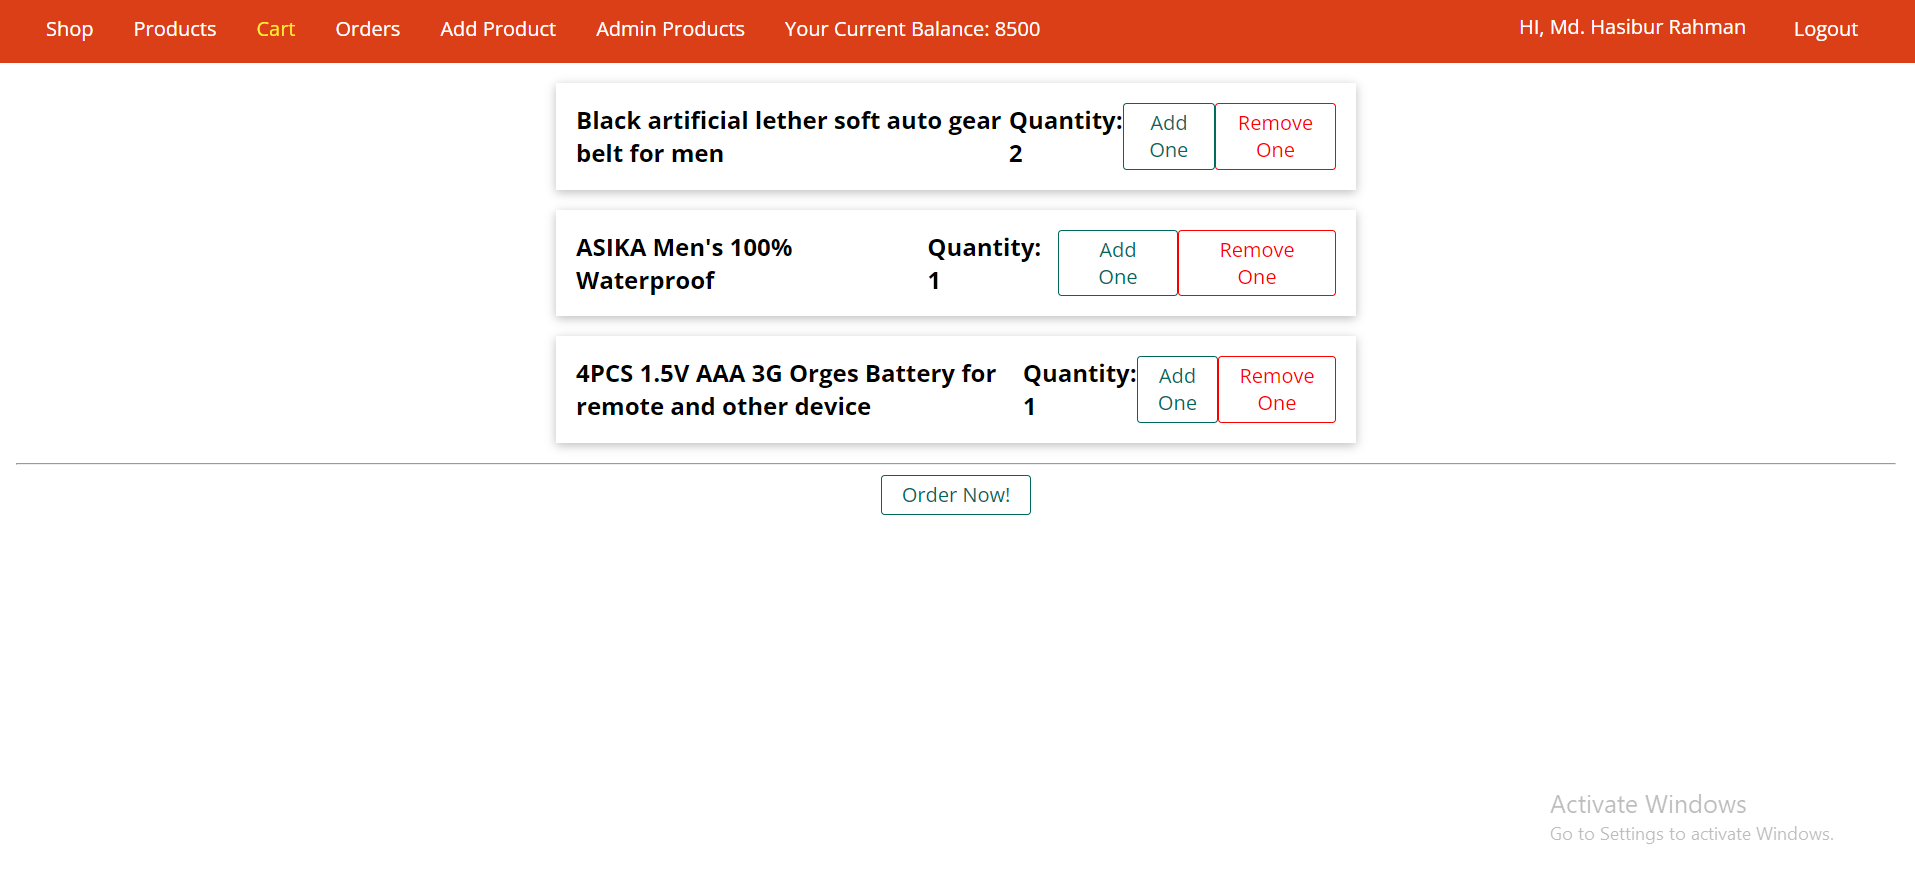 Shop Products Cart Orders Add Product Admin Products Your Current Balance: 8500 HI, Md. Hasibur Rahman Logout
Black artificial lether soft auto gear
belt for men
Quantity:
2
Add
One
Remove
One
ASIKA Men's 100%
Waterproof
Quantity:
1
Add
One
Remove
One
4PCS 1.5V AAA 3G Orges Battery for
remote and other device
Quantity:
1
Add
One
Remove
One
Order Now!
Activate Windows
Go to Settings to activate Windows.